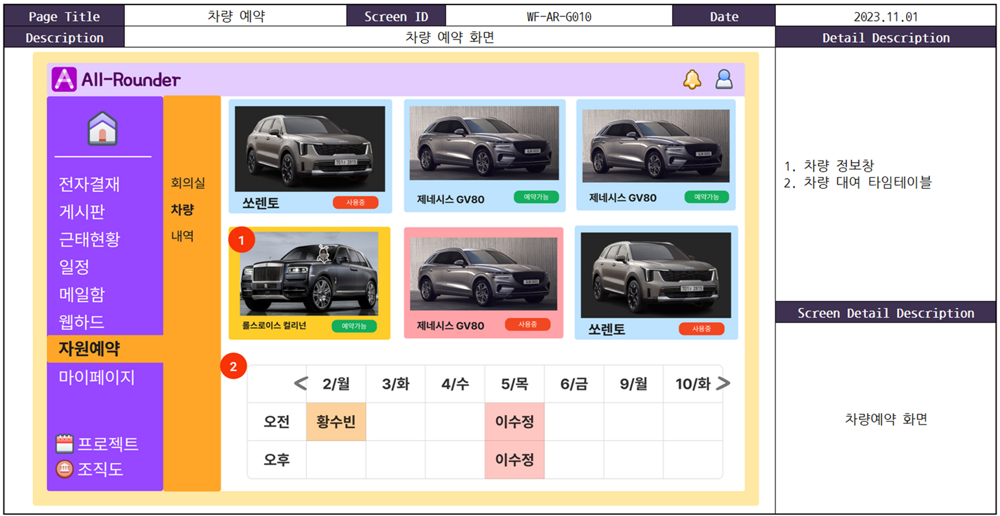 Page Title 차량 예약 Screen ID WF-AR-G010 Date 2023.11.01
Description 차량 예약 화면 Detail Description
All-Rounder
전자결재
게시판
근태현황
일정
메일함
웹하드
자원예약
마이페이지
프로젝트
조직도
회의실
차량
내역
쏘렌토 사용중
제네시스 GV80 예약가능
제네시스 GV80 예약가능
1
롤스로이스 컬리넌 예약가능
제네시스 GV80 사용중
쏘렌토 사용중
2
< 2/월 3/화 4/수 5/목 6/금 9/월 10/화 >
오전 황수빈 이수정
오후 이수정
1. 차량 정보창
2. 차량 대여 타임테이블
Screen Detail Description
차량예약 화면